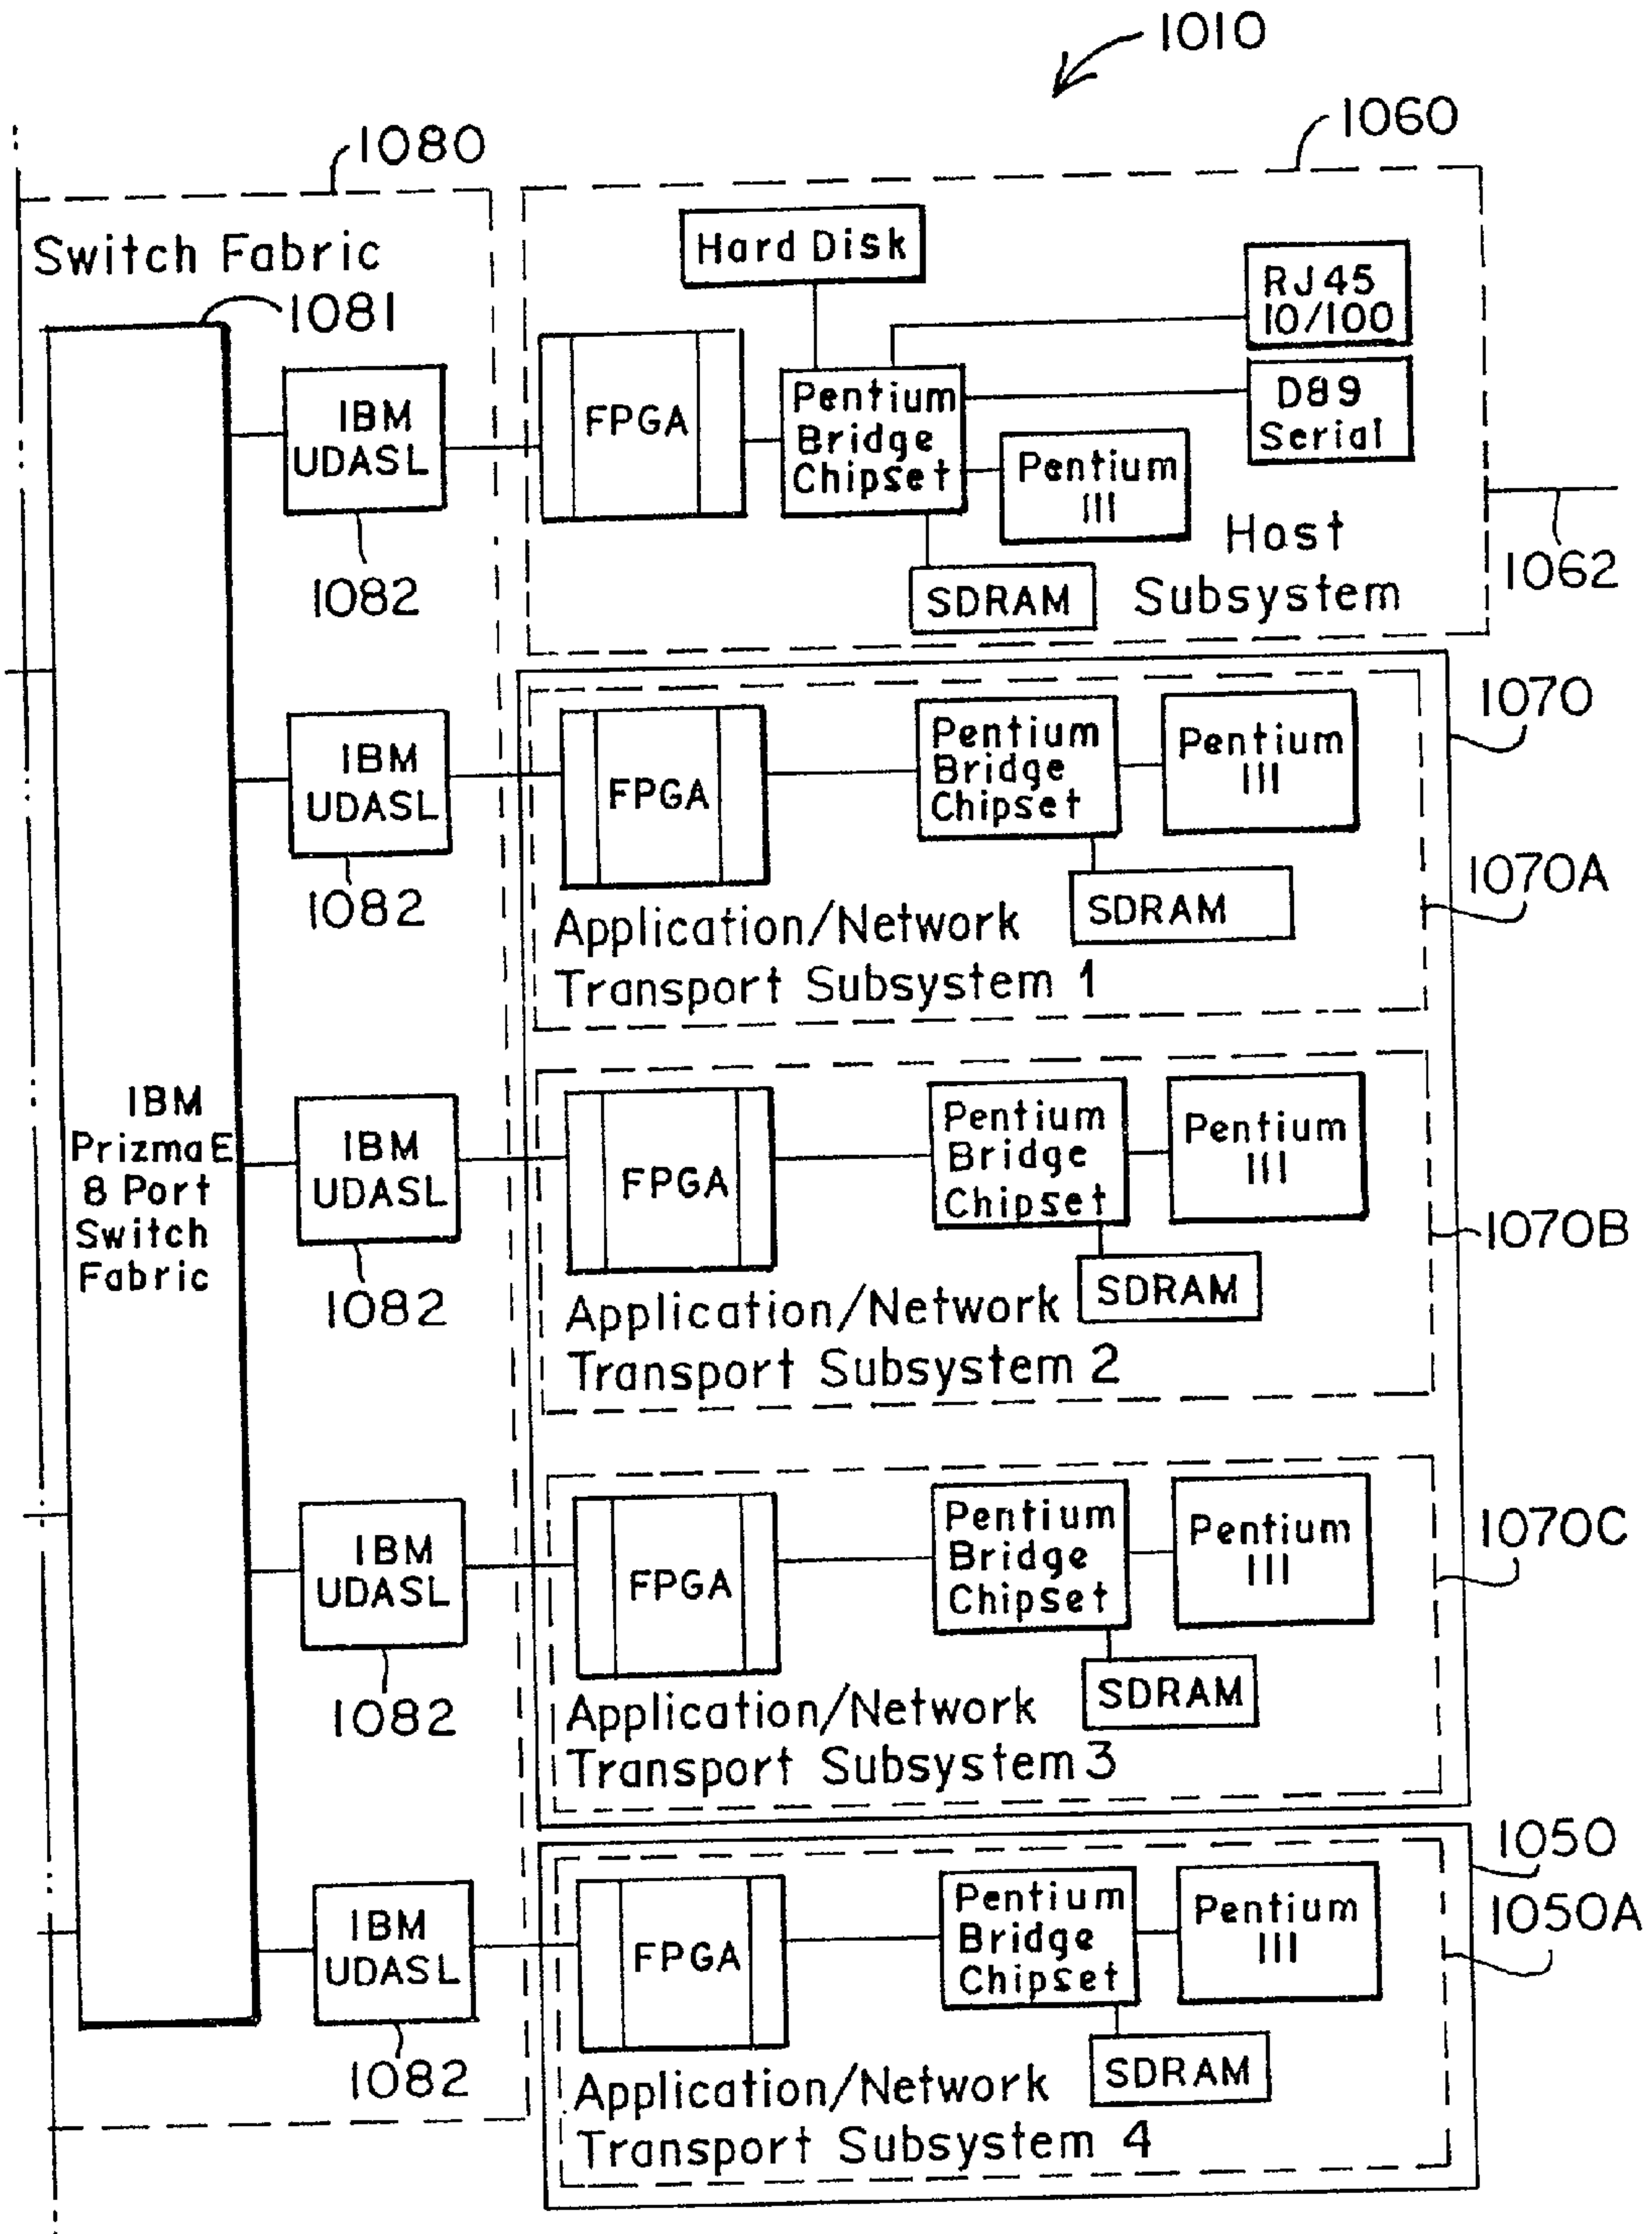 1010
1060
1080
Switch Fabric
1081
Hard Disk
RJ45
10/100
D89
Serial
IBM
UDASL
1082
FPGA
Pentium
Bridge
Chipset
Pentium
III
SDRAM
Host
Subsystem
1062
IBM
UDASL
1082
FPGA
Pentium
Bridge
Chipset
Pentium
III
SDRAM
1070
1070A
Application/Network
Transport Subsystem 1
IBM
PrizmaE
8 Port
Switch
Fabric
IBM
UDASL
1082
FPGA
Pentium
Bridge
Chipset
Pentium
III
SDRAM
1070B
Application/Network
Transport Subsystem 2
IBM
UDASL
1082
FPGA
Pentium
Bridge
Chipset
Pentium
III
SDRAM
1070C
Application/Network
Transport Subsystem 3
IBM
UDASL
1082
FPGA
Pentium
Bridge
Chipset
Pentium
III
SDRAM
1050
1050A
Application/Network
Transport Subsystem 4